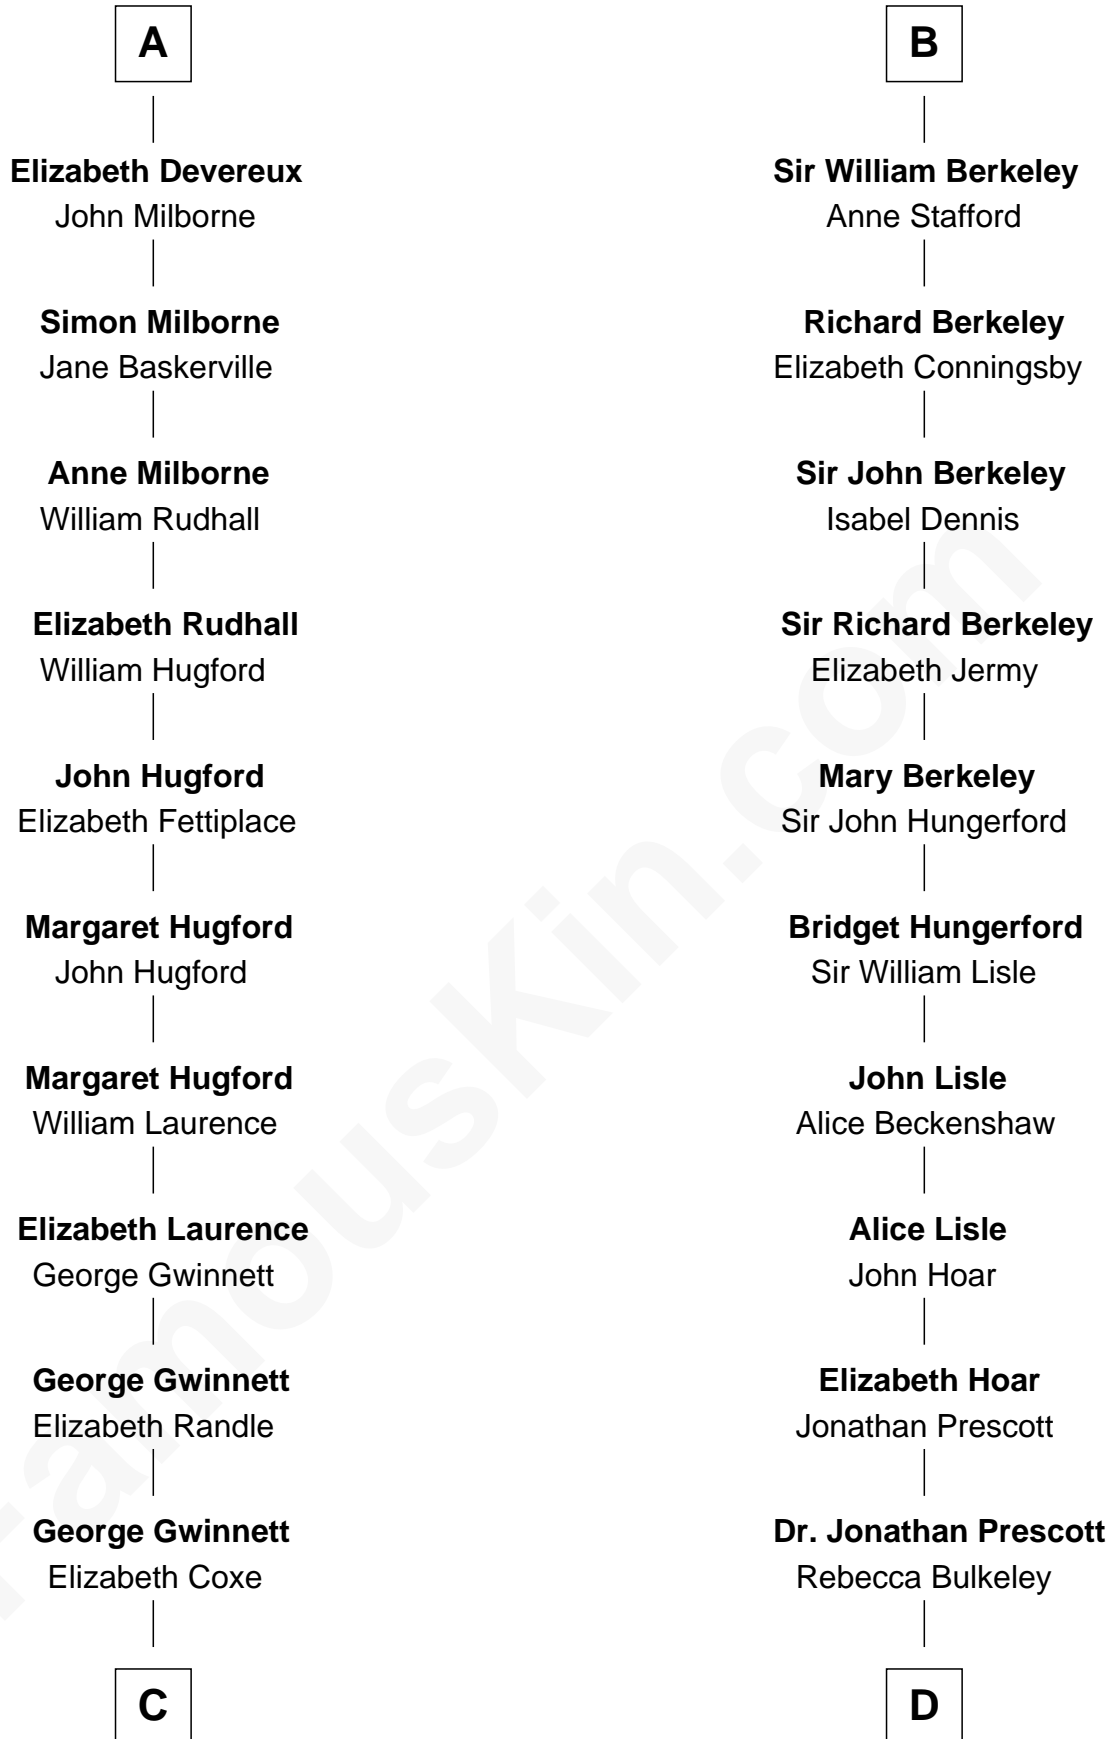 A
Elizabeth Devereux
John Milborne
Simon Milborne
Jane Baskerville
Anne Milborne
William Rudhall
Elizabeth Rudhall
William Hugford
John Hugford
Elizabeth Fettiplace
Margaret Hugford
John Hugford
Margaret Hugford
William Laurence
Elizabeth Laurence
George Gwinnett
George Gwinnett
Elizabeth Randle
George Gwinnett
Elizabeth Coxe
C
B
Sir William Berkeley
Anne Stafford
Richard Berkeley
Elizabeth Conningsby
Sir John Berkeley
Isabel Dennis
Sir Richard Berkeley
Elizabeth Jermy
Mary Berkeley
Sir John Hungerford
Bridget Hungerford
Sir William Lisle
John Lisle
Alice Beckenshaw
Alice Lisle
John Hoar
Elizabeth Hoar
Jonathan Prescott
Dr. Jonathan Prescott
Rebecca Bulkeley
D
FamousKin.com